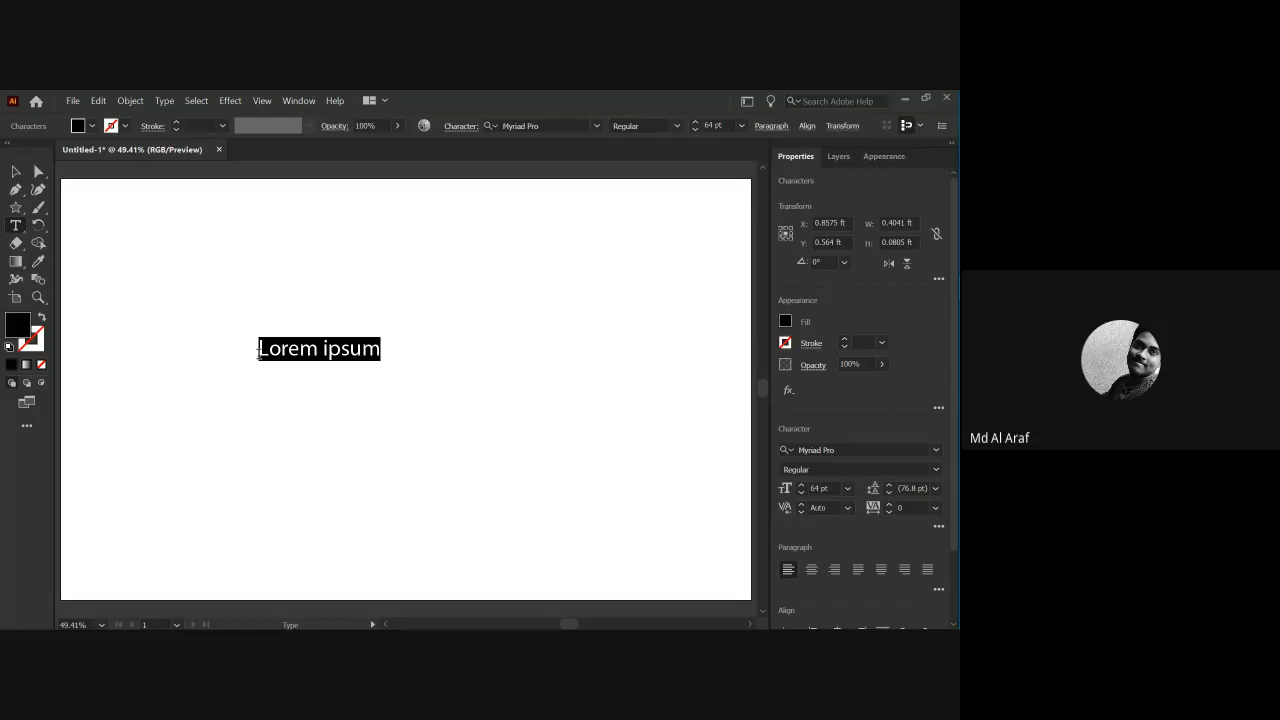 Ai File Edit Object Type Select Effect View Window Help Search Adobe Help
Characters Stroke: Opacity: 100% Character: Myriad Pro Regular 64 pt Paragraph Align Transform
Untitled-1* @ 49.41% (RGB/Preview) ×
Properties Layers Appearance
Characters
Transform
X: 0.8575 ft W: 0.4041 ft
Y: 0.564 ft H: 0.0805 ft
0°
Appearance
Fill
Stroke
Opacity 100%
fx.
Character
Myriad Pro
Regular
64 pt (76.8 pt)
Auto 0
Paragraph
Align
Lorem ipsum
49.41% 1 Type
Md Al Araf